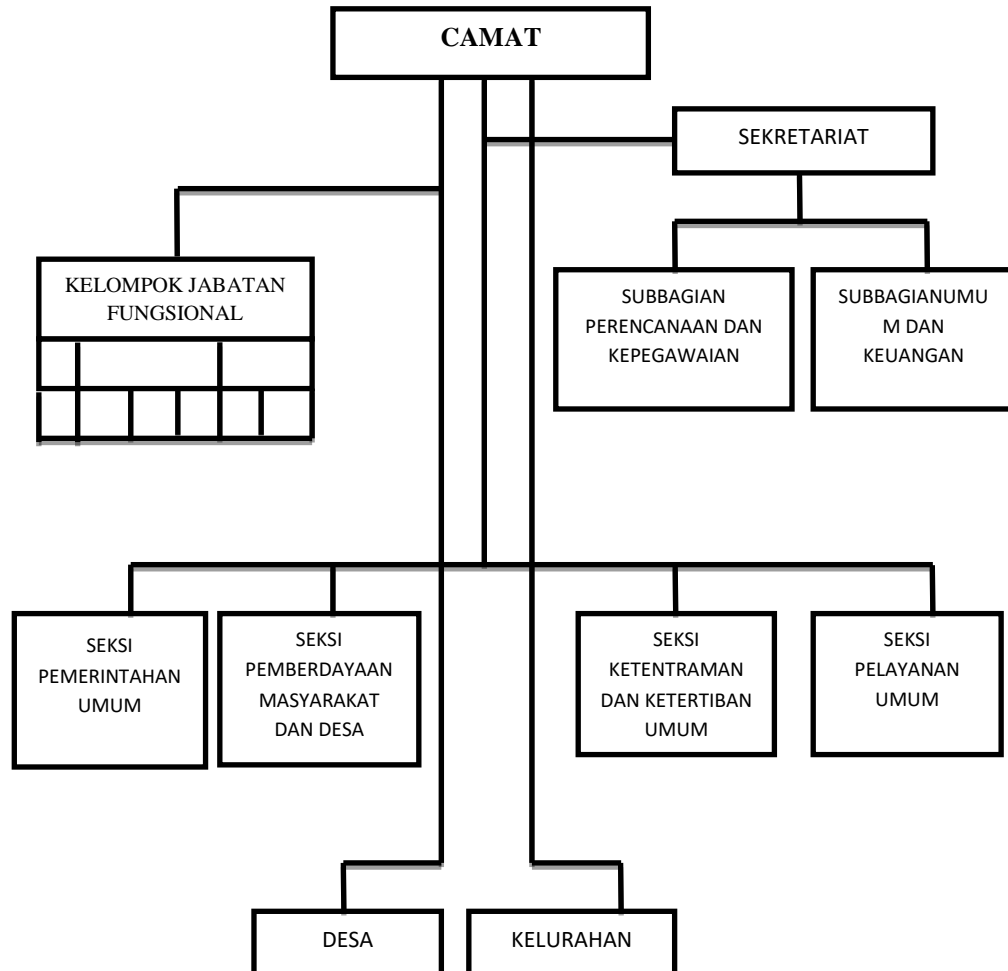 CAMAT
SEKRETARIAT
KELOMPOK JABATAN
FUNGSIONAL
SUBBAGIAN
PERENCANAAN DAN
KEPEGAWAIAN
SUBBAGIANUMU
M DAN
KEUANGAN
SEKSI
PEMERINTAHAN
UMUM
SEKSI
PEMBERDAYAAN
MASYARAKAT
DAN DESA
SEKSI
KETENTRAMAN
DAN KETERTIBAN
UMUM
SEKSI
PELAYANAN
UMUM
DESA
KELURAHAN